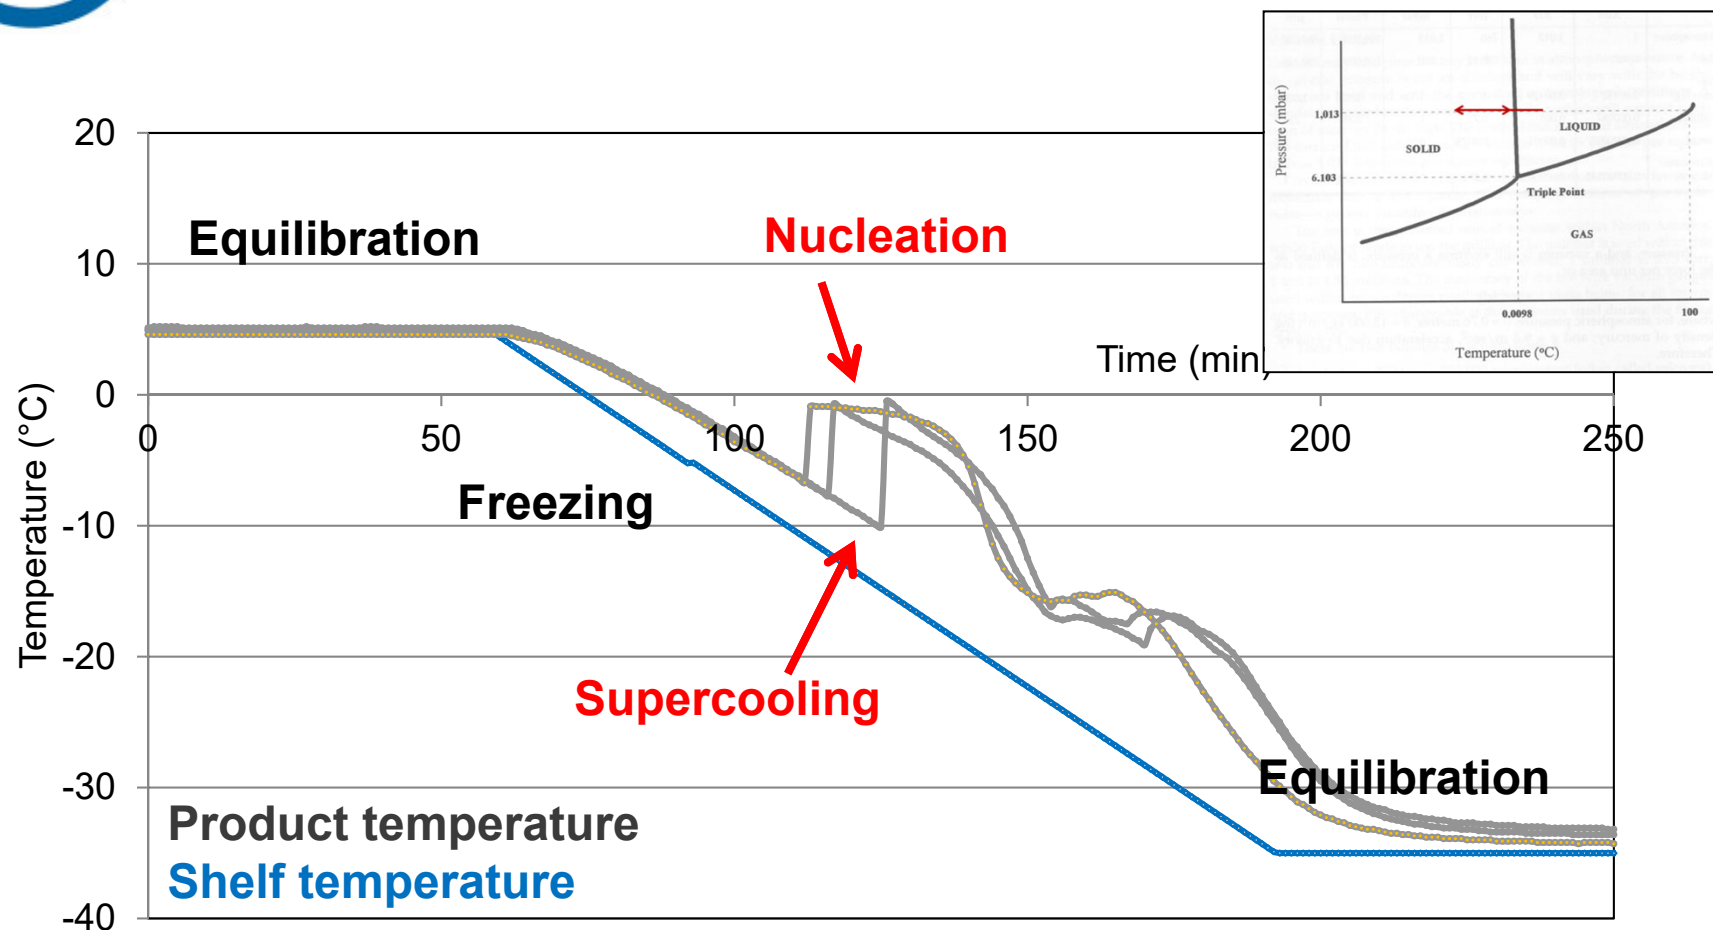 20
10
0
-10
-20
-30
-40
Temperature (°C)
0
50
100
150
200
250
Time (min)
Equilibration
Nucleation
Freezing
Supercooling
Equilibration
Product temperature
Shelf temperature
Pressure (mbar)
1,013
6.103
SOLID
LIQUID
Triple Point
GAS
0.0098
100
Temperature (°C)